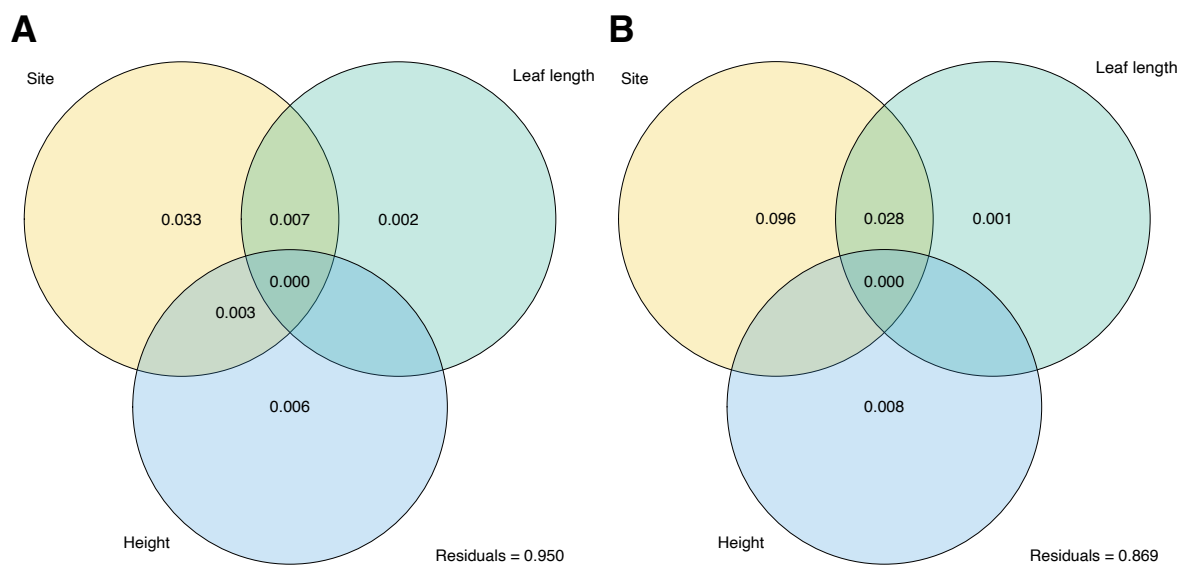 A
Site
Leaf length
0.033
0.007
0.002
0.000
0.003
0.006
Height
Residuals = 0.950
B
Site
Leaf length
0.096
0.028
0.001
0.000
0.008
Height
Residuals = 0.869